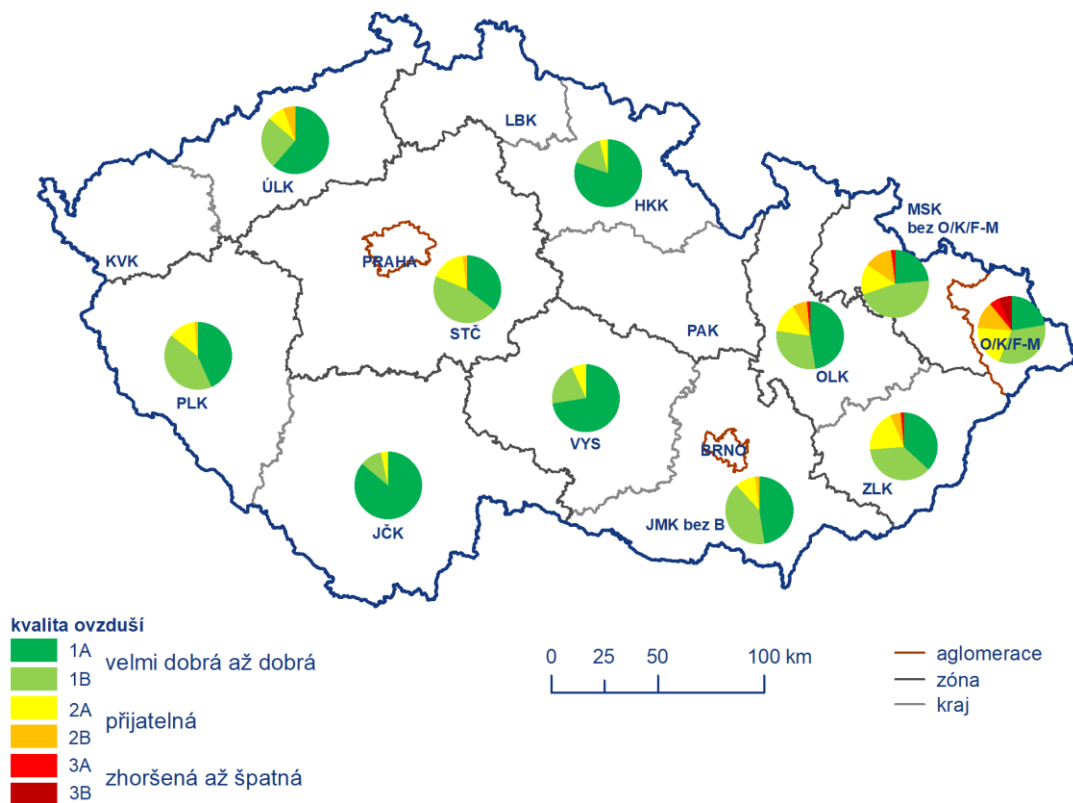 LBK
ÚLK
HKK
MSK
bez O/K/F-M
KVK
PRAHA
STČ
PAK
O/K/F-M
OLK
PLK
VYS
BRNO
ZLK
JČK
JMK bez B
kvalita ovzduší
1A
velmi dobrá až dobrá
1B
2A
přijatelná
2B
3A
zhoršená až špatná
3B
0 25 50 100 km
aglomerace
zóna
kraj